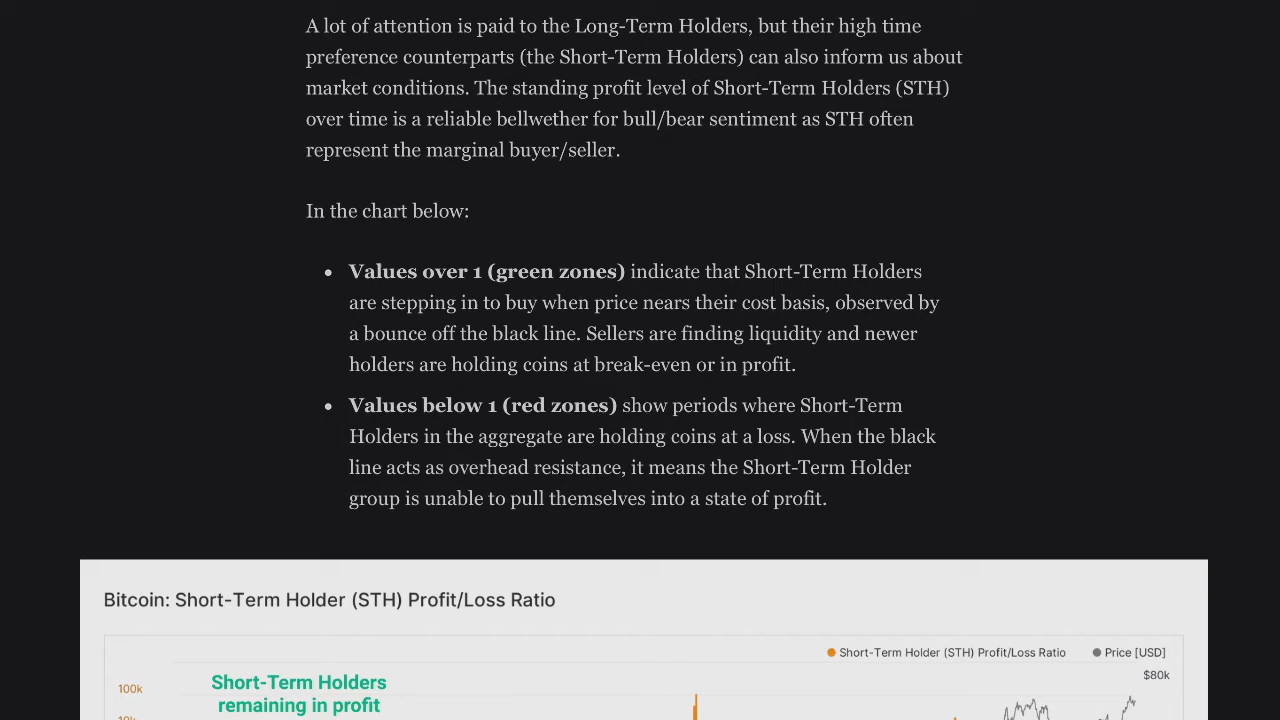 A lot of attention is paid to the Long-Term Holders, but their high time
preference counterparts (the Short-Term Holders) can also inform us about
market conditions. The standing profit level of Short-Term Holders (STH)
over time is a reliable bellwether for bull/bear sentiment as STH often
represent the marginal buyer/seller.
In the chart below:
• Values over 1 (green zones) indicate that Short-Term Holders
are stepping in to buy when price nears their cost basis, observed by
a bounce off the black line. Sellers are finding liquidity and newer
holders are holding coins at break-even or in profit.
• Values below 1 (red zones) show periods where Short-Term
Holders in the aggregate are holding coins at a loss. When the black
line acts as overhead resistance, it means the Short-Term Holder
group is unable to pull themselves into a state of profit.
Bitcoin: Short-Term Holder (STH) Profit/Loss Ratio
Short-Term Holder (STH) Profit/Loss Ratio
Price [USD]
$80k
Short-Term Holders
remaining in profit
100k
10k